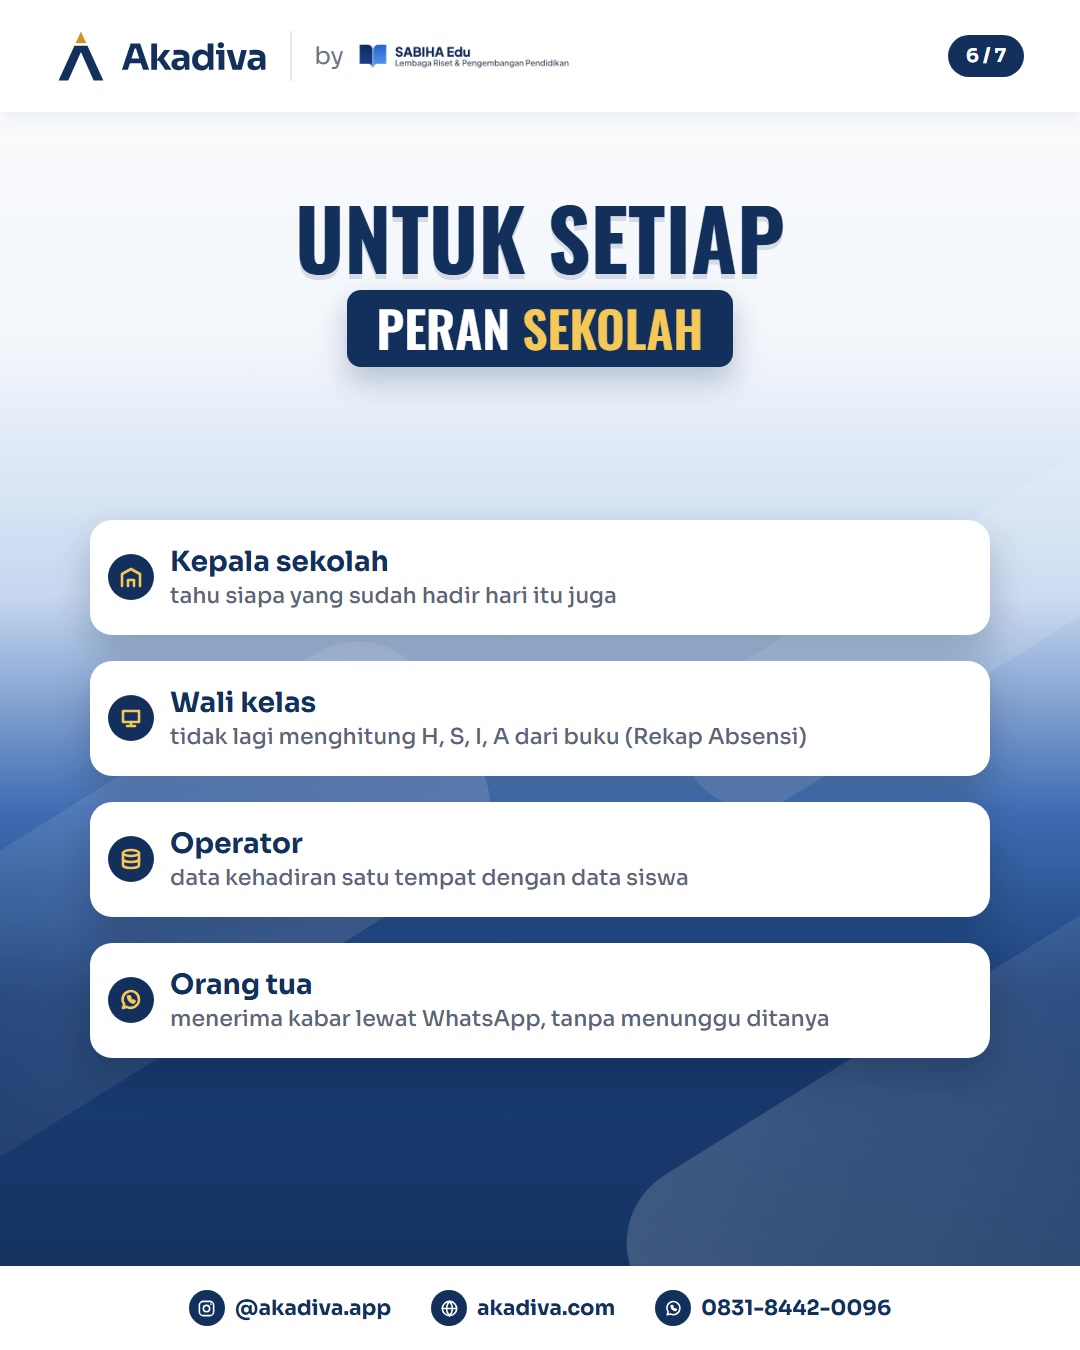 Akadiva
by
SABIHA Edu
Lembaga Riset & Pengembangan Pendidikan
6/7
UNTUK SETIAP
PERAN SEKOLAH
Kepala sekolah
tahu siapa yang sudah hadir hari itu juga
Wali kelas
tidak lagi menghitung H, S, I, A dari buku (Rekap Absensi)
Operator
data kehadiran satu tempat dengan data siswa
Orang tua
menerima kabar lewat WhatsApp, tanpa menunggu ditanya
@akadiva.app
akadiva.com
0831-8442-0096